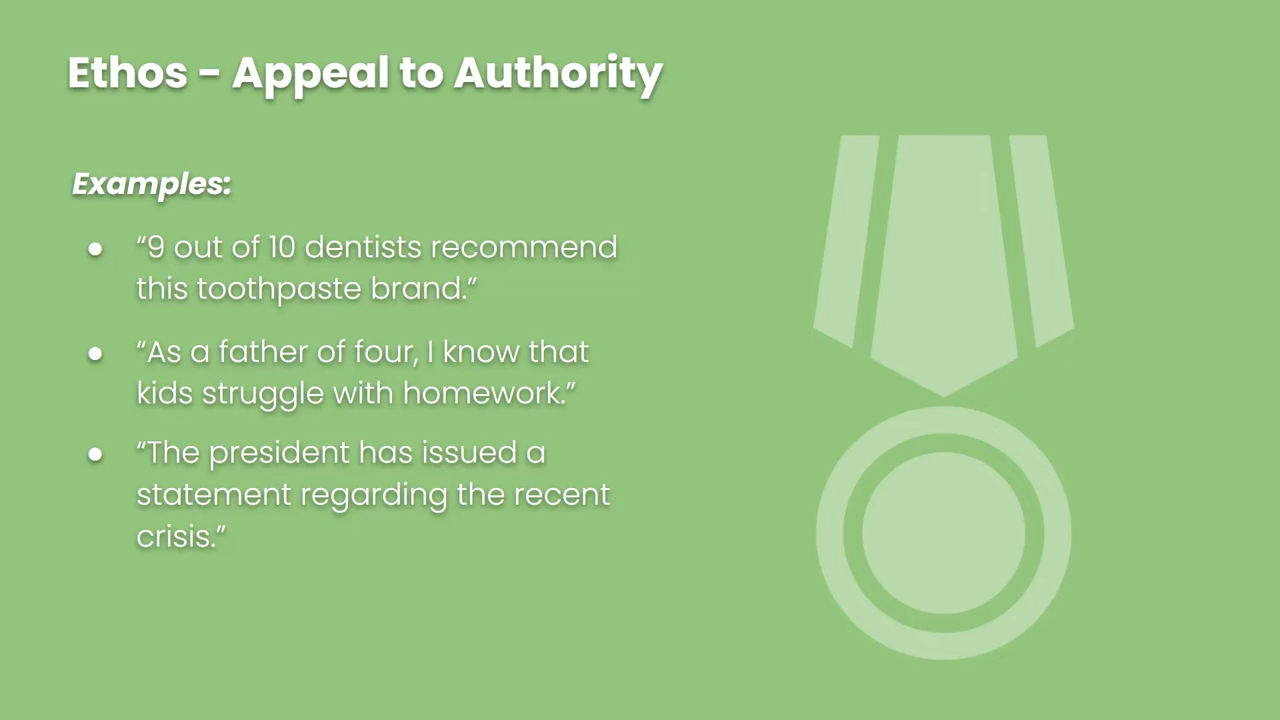 Ethos - Appeal to Authority
Examples:
● “9 out of 10 dentists recommend
this toothpaste brand.”
● “As a father of four, I know that
kids struggle with homework.”
● “The president has issued a
statement regarding the recent
crisis.”